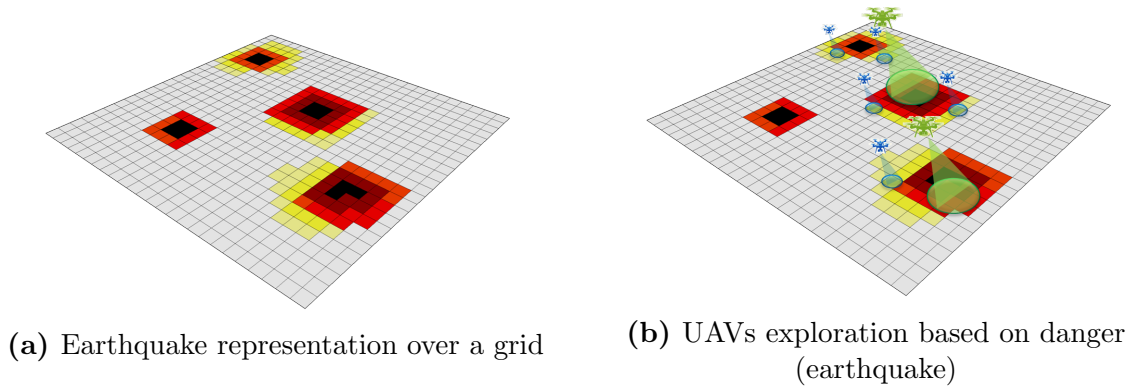 (a) Earthquake representation over a grid
(b) UAVs exploration based on danger
(earthquake)